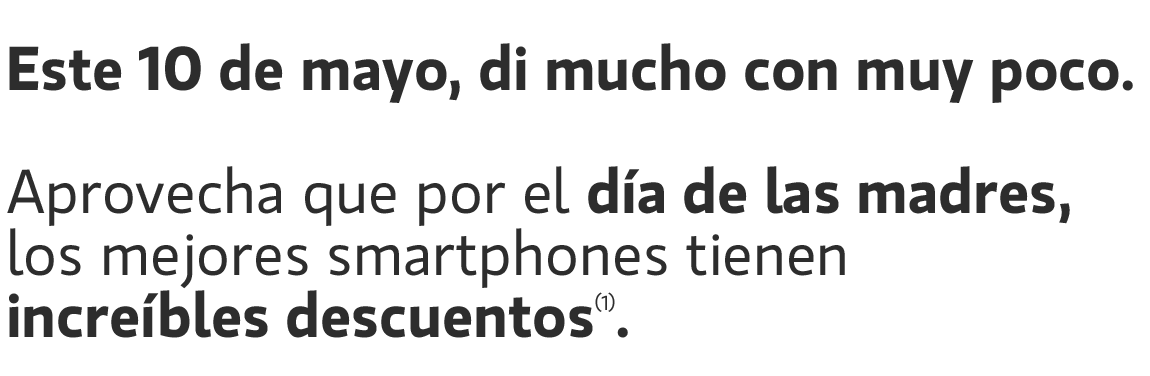 Este 10 de mayo, di mucho con muy poco.
Aprovecha que por el día de las madres,
los mejores smartphones tienen
increíbles descuentos(1).